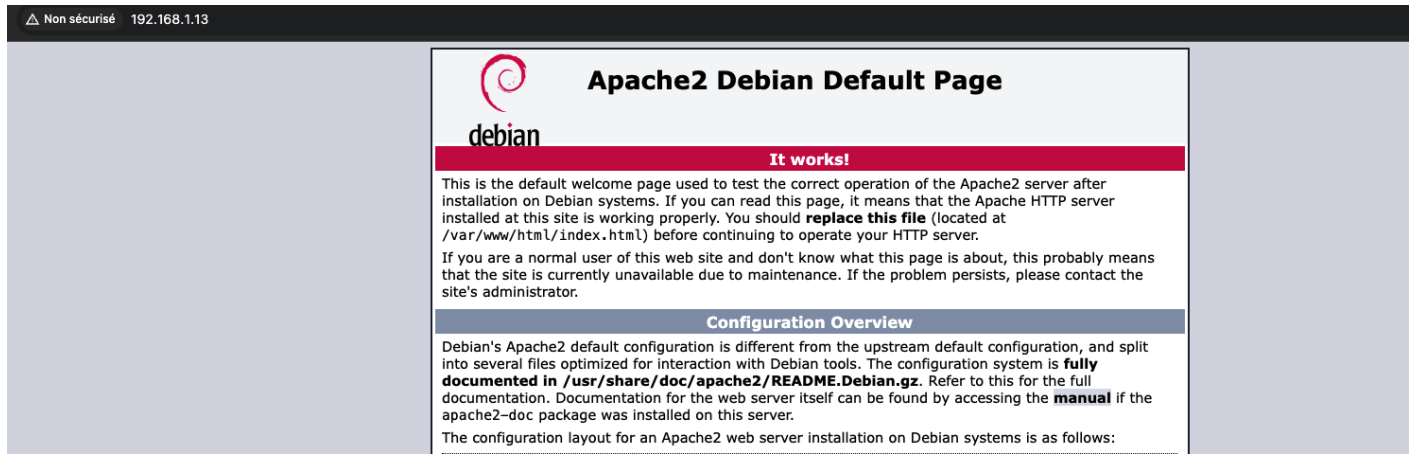 Non sécurisé 192.168.1.13
Apache2 Debian Default Page
debian
It works!
This is the default welcome page used to test the correct operation of the Apache2 server after
installation on Debian systems. If you can read this page, it means that the Apache HTTP server
installed at this site is working properly. You should replace this file (located at
/var/www/html/index.html) before continuing to operate your HTTP server.
If you are a normal user of this web site and don't know what this page is about, this probably means
that the site is currently unavailable due to maintenance. If the problem persists, please contact the
site's administrator.
Configuration Overview
Debian's Apache2 default configuration is different from the upstream default configuration, and split
into several files optimized for interaction with Debian tools. The configuration system is fully
documented in /usr/share/doc/apache2/README.Debian.gz. Refer to this for the full
documentation. Documentation for the web server itself can be found by accessing the manual if the
apache2-doc package was installed on this server.
The configuration layout for an Apache2 web server installation on Debian systems is as follows: